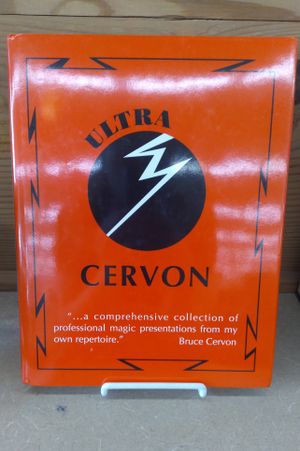 ULTRA
CERVON
"...a comprehensive collection of
professional magic presentations from my
own repertoire."
Bruce Cervon